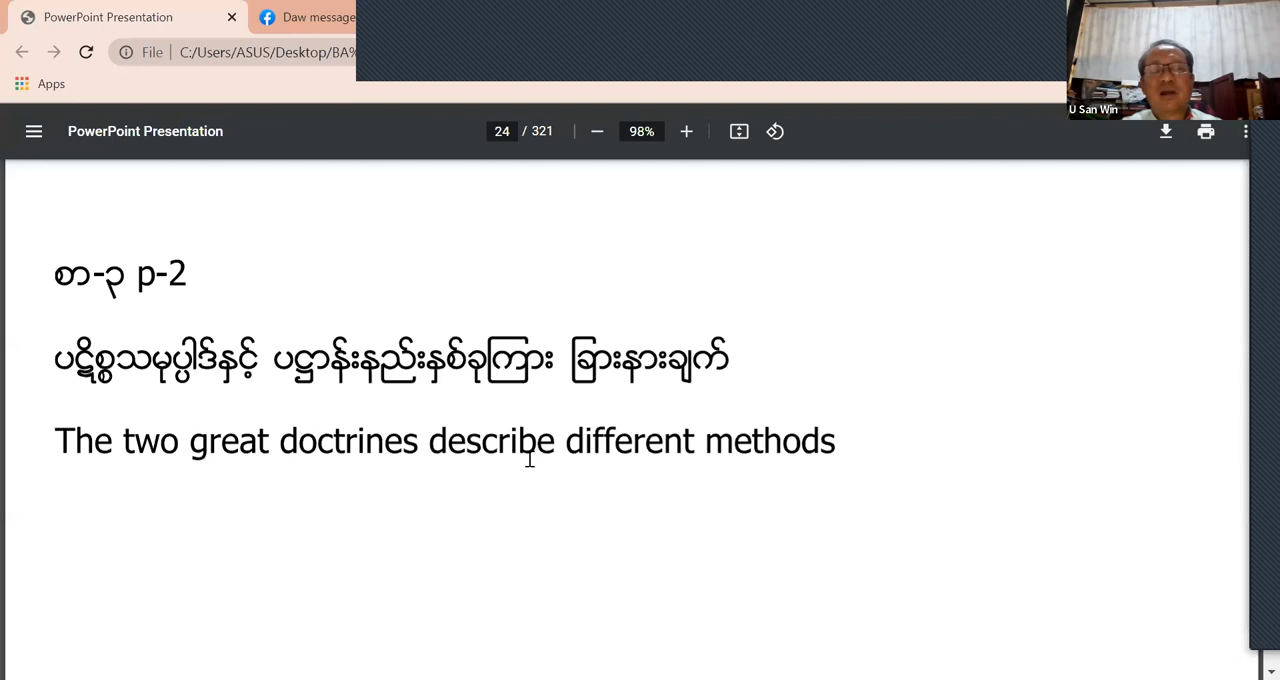 PowerPoint Presentation
Daw message
File
C:/Users/ASUS/Desktop/BA%
Apps
U San Win
PowerPoint Presentation
24 / 321
98%
စာ-၃ p-2
ပဋိစ္စသမုပ္ပါဒ်နှင့် ပဋ္ဌာန်းနည်းနှစ်ခုကြား ခြားနားချက်
The two great doctrines describe different methods